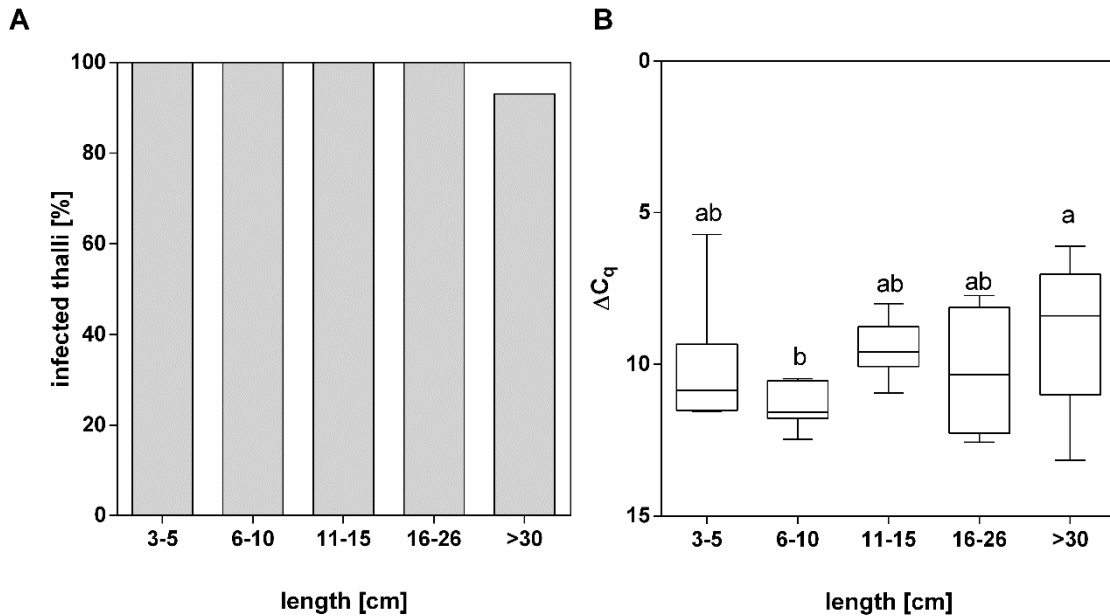 A
infected thalli [%]
100
80
60
40
20
0
3-5 6-10 11-15 16-26 >30
length [cm]
B
ΔCq
0
5
10
15
ab b ab ab a
3-5 6-10 11-15 16-26 >30
length [cm]